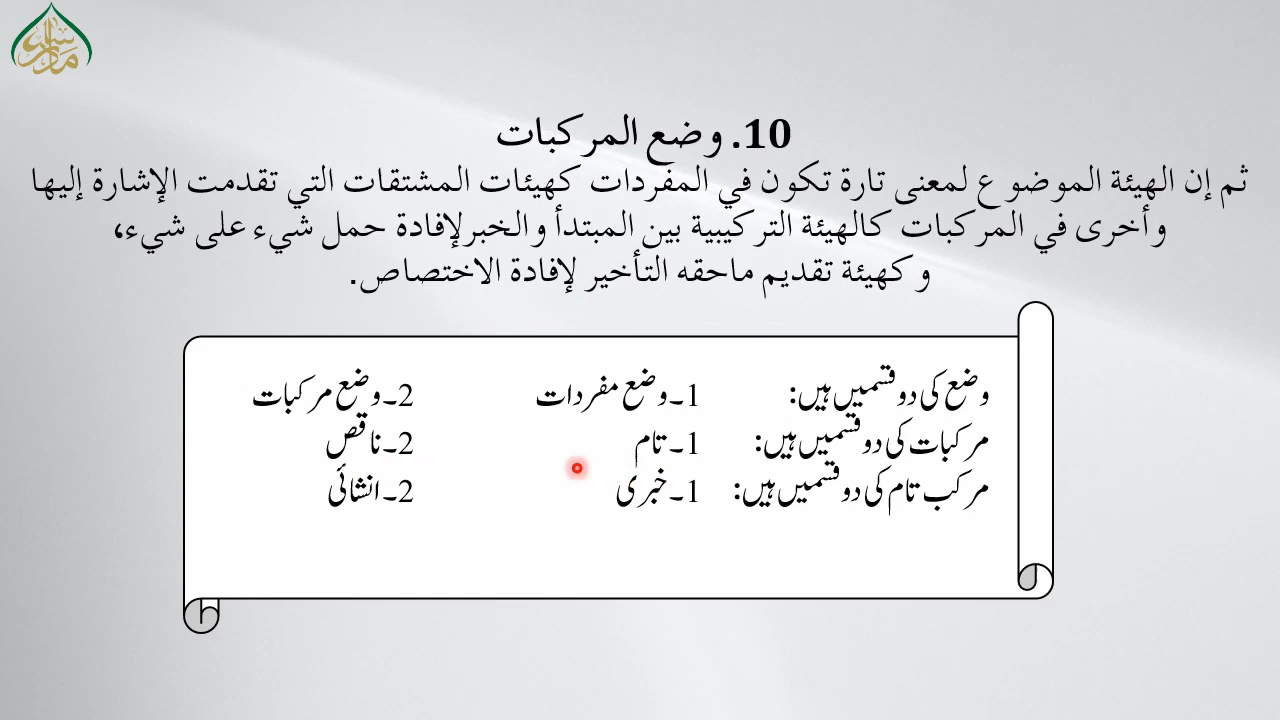 10. وضع المركبات
ثم إن الهيئة الموضوع لمعنى تارة تكون في المفردات كهيئات المشتقات التي تقدمت الإشارة إليها
وأخرى في المركبات كالهيئة التركيبية بين المبتدأ والخبرلإفادة حمل شيء على شيء،
وكهيئة تقديم ماحقه التأخير لإفادة الاختصاص.
وضع کی دو قسمیں ہیں: 1۔وضع مفردات 2۔وضع مرکبات
مرکبات کی دو قسمیں ہیں: 1۔تام 2۔ناقص
مرکب تام کی دو قسمیں ہیں: 1۔خبری 2۔انشائی